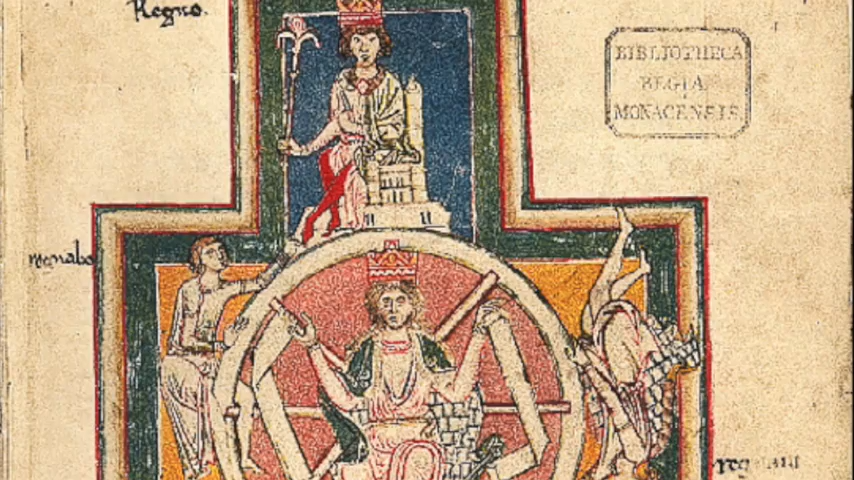 Regno.
BIBLIOTHECA
REGIA
MONACENSIS.
regnabo